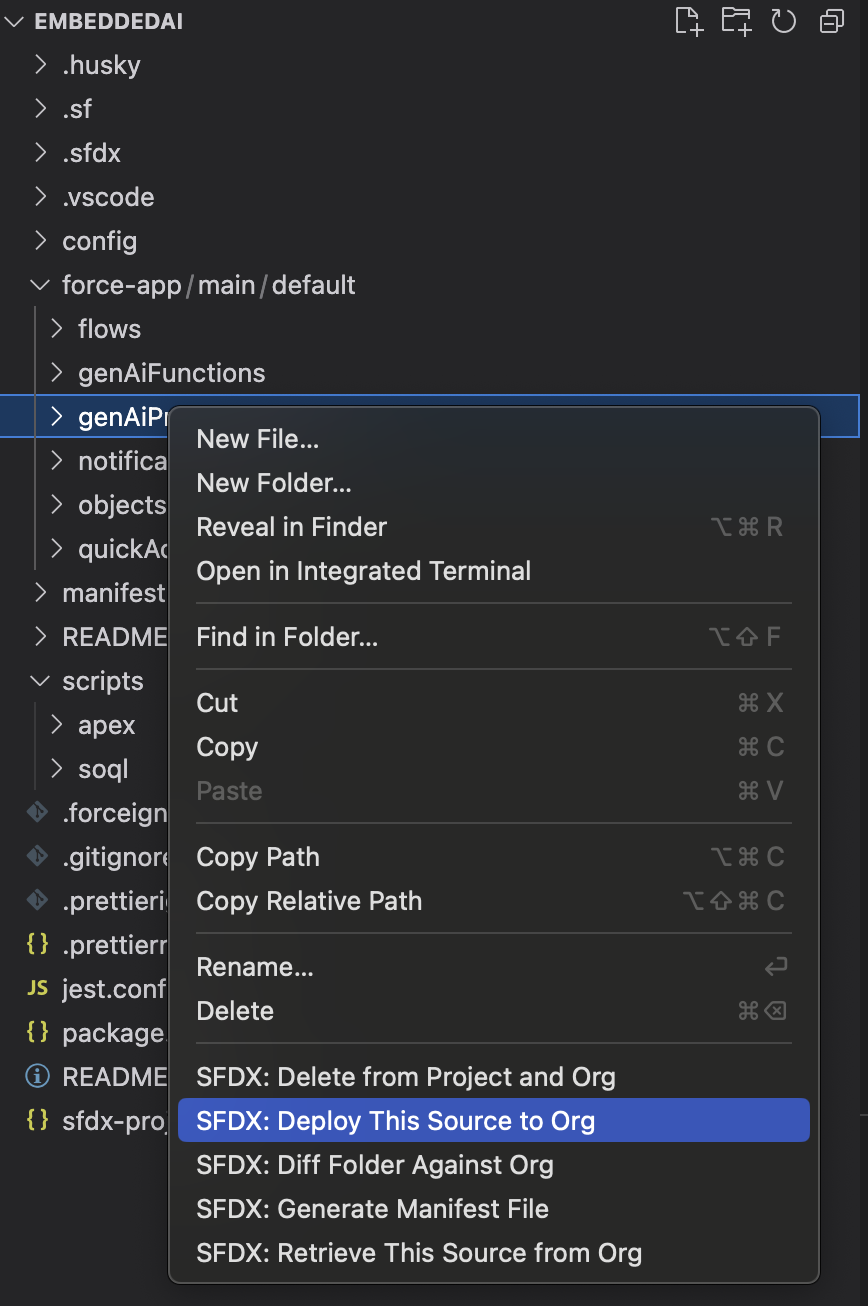 EMBEDDEDAI
.husky
.sf
.sfdx
.vscode
config
force-app/main/default
flows
genAiFunctions
genAiPr
notifica
objects
quickAc
manifest
README
scripts
apex
soql
.forceign
.gitignore
.prettierig
.prettierr
JS jest.conf
package.
README
sfdx-proj
New File...
New Folder...
Reveal in Finder ⌥⌘R
Open in Integrated Terminal
Find in Folder... ⌥⇧F
Cut ⌘X
Copy ⌘C
Paste ⌘V
Copy Path ⌥⌘C
Copy Relative Path ⌥⇧⌘C
Rename... ⏎
Delete ⌘⌫
SFDX: Delete from Project and Org
SFDX: Deploy This Source to Org
SFDX: Diff Folder Against Org
SFDX: Generate Manifest File
SFDX: Retrieve This Source from Org